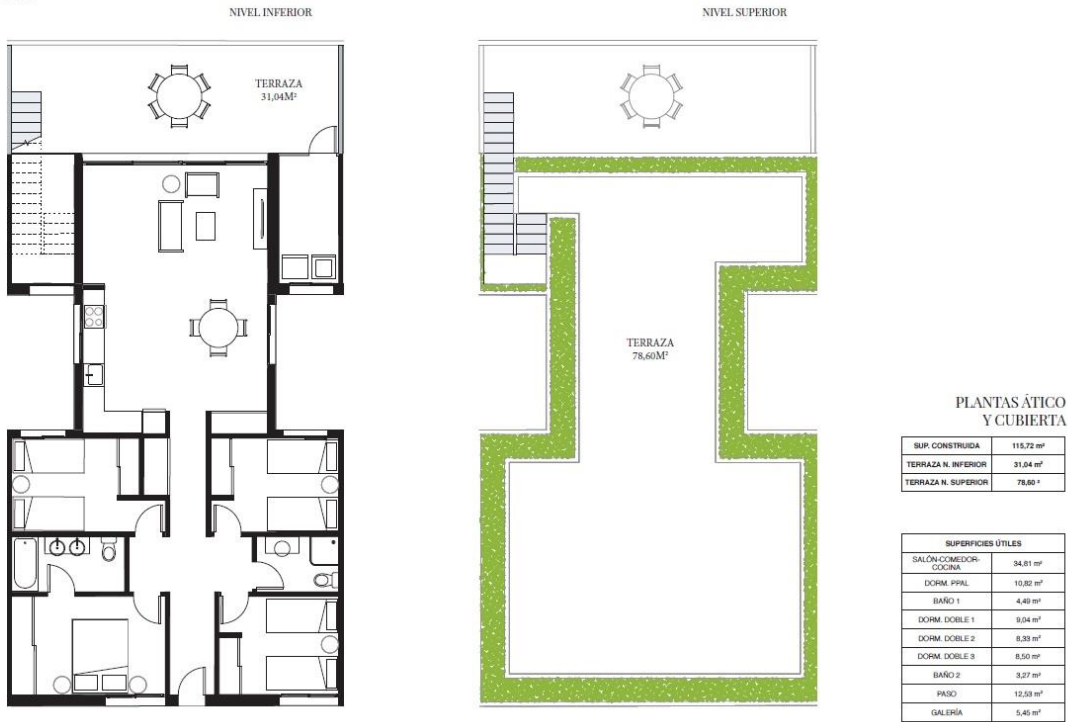 NIVEL INFERIOR
NIVEL SUPERIOR
TERRAZA
31,04M²
TERRAZA
78,60M²
PLANTAS ÁTICO
Y CUBIERTA
SUP. CONSTRUIDA 115,72 m²
TERRAZA N. INFERIOR 31,04 m²
TERRAZA N. SUPERIOR 78,60 ²
SUPERFICIES ÚTILES
SALÓN-COMEDOR-
COCINA 34,81 m²
DORM. PPAL 10,82 m²
BAÑO 1 4,49 m²
DORM. DOBLE 1 9,04 m²
DORM. DOBLE 2 8,33 m²
DORM. DOBLE 3 8,50 m²
BAÑO 2 3,27 m²
PASO 12,53 m²
GALERÍA 5,45 m²